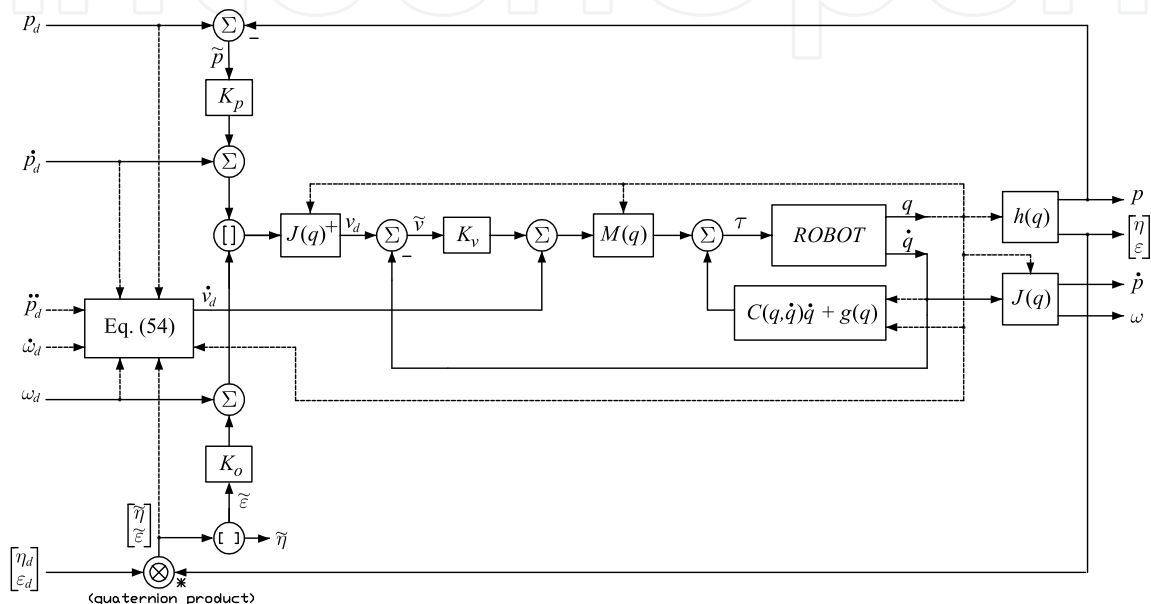 p_d
Σ
−
p̃
K_p
ṗ_d
Σ
[]
J(q)⁺
v_d
Σ
−
ṽ
K_v
Σ
M(q)
Σ
τ
ROBOT
q
q̇
h(q)
p
[η
ε]
J(q)
ṗ
ω
C(q,q̇)q̇ + g(q)
p̈_d
ω̇_d
Eq. (54)
v̇_d
ω_d
Σ
K_o
ε̃
[η̃
ε̃]
[ ]
η̃
[η_d
ε_d]
⊗
*
(quaternion product)